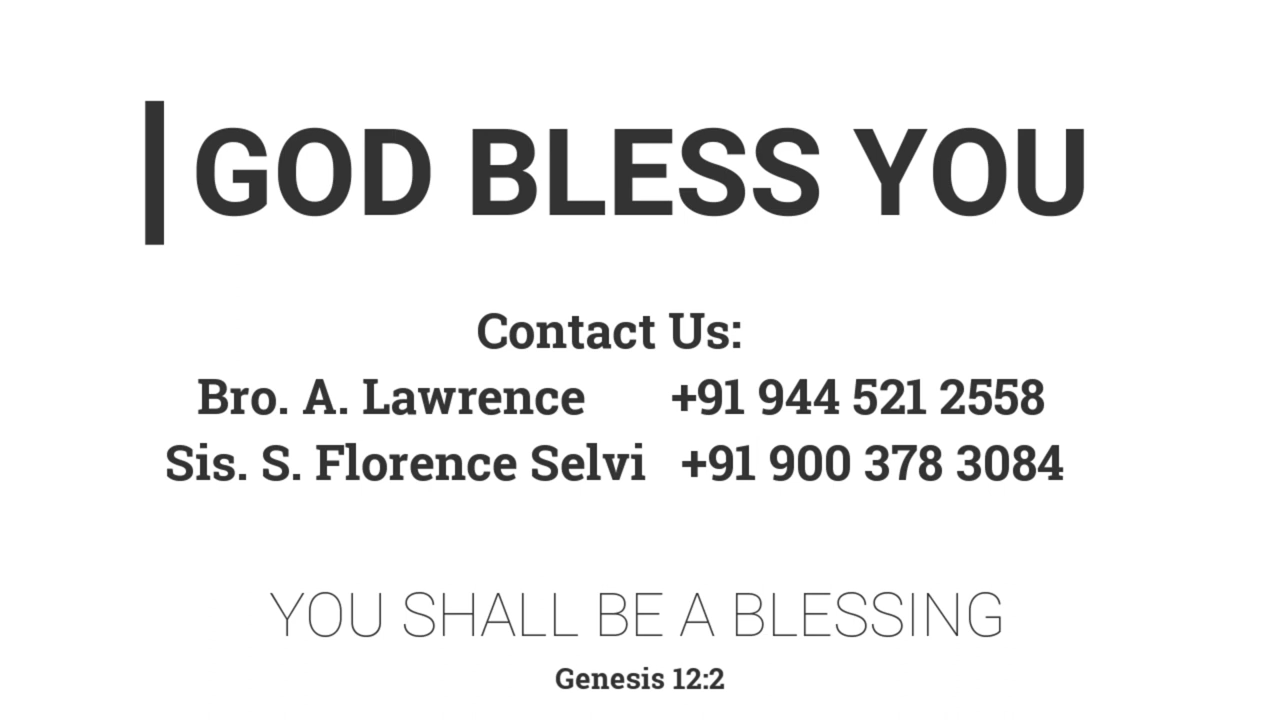 GOD BLESS YOU
Contact Us:
Bro. A. Lawrence +91 944 521 2558
Sis. S. Florence Selvi +91 900 378 3084
YOU SHALL BE A BLESSING
Genesis 12:2